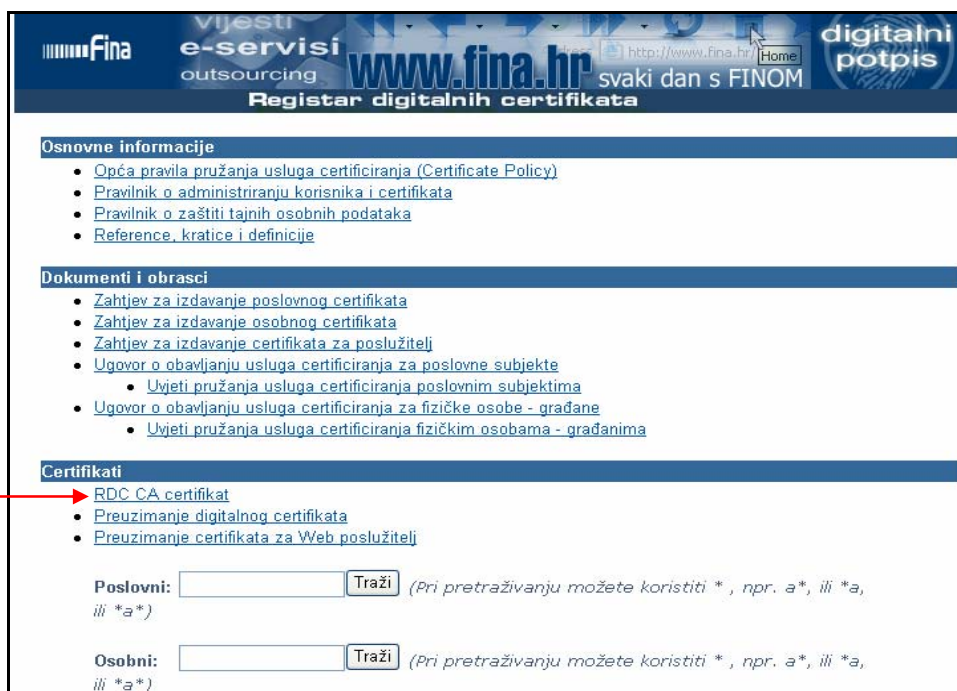 Fina
vijesti
e-servisi
outsourcing
www.fina.hr
http://www.fina.hr/
Home
svaki dan s FINOM
digitalni
potpis
Registar digitalnih certifikata
Osnovne informacije
Opća pravila pružanja usluga certificiranja (Certificate Policy)
Pravilnik o administriranju korisnika i certifikata
Pravilnik o zaštiti tajnih osobnih podataka
Reference, kratice i definicije
Dokumenti i obrasci
Zahtjev za izdavanje poslovnog certifikata
Zahtjev za izdavanje osobnog certifikata
Zahtjev za izdavanje certifikata za poslužitelj
Ugovor o obavljanju usluga certificiranja za poslovne subjekte
Uvjeti pružanja usluga certificiranja poslovnim subjektima
Ugovor o obavljanju usluga certificiranja za fizičke osobe - građane
Uvjeti pružanja usluga certificiranja fizičkim osobama - građanima
Certifikati
RDC CA certifikat
Preuzimanje digitalnog certifikata
Preuzimanje certifikata za Web poslužitelj
Poslovni: Traži (Pri pretraživanju možete koristiti * , npr. a*, ili *a,
ili *a*)
Osobni: Traži (Pri pretraživanju možete koristiti * , npr. a*, ili *a,
ili *a*)